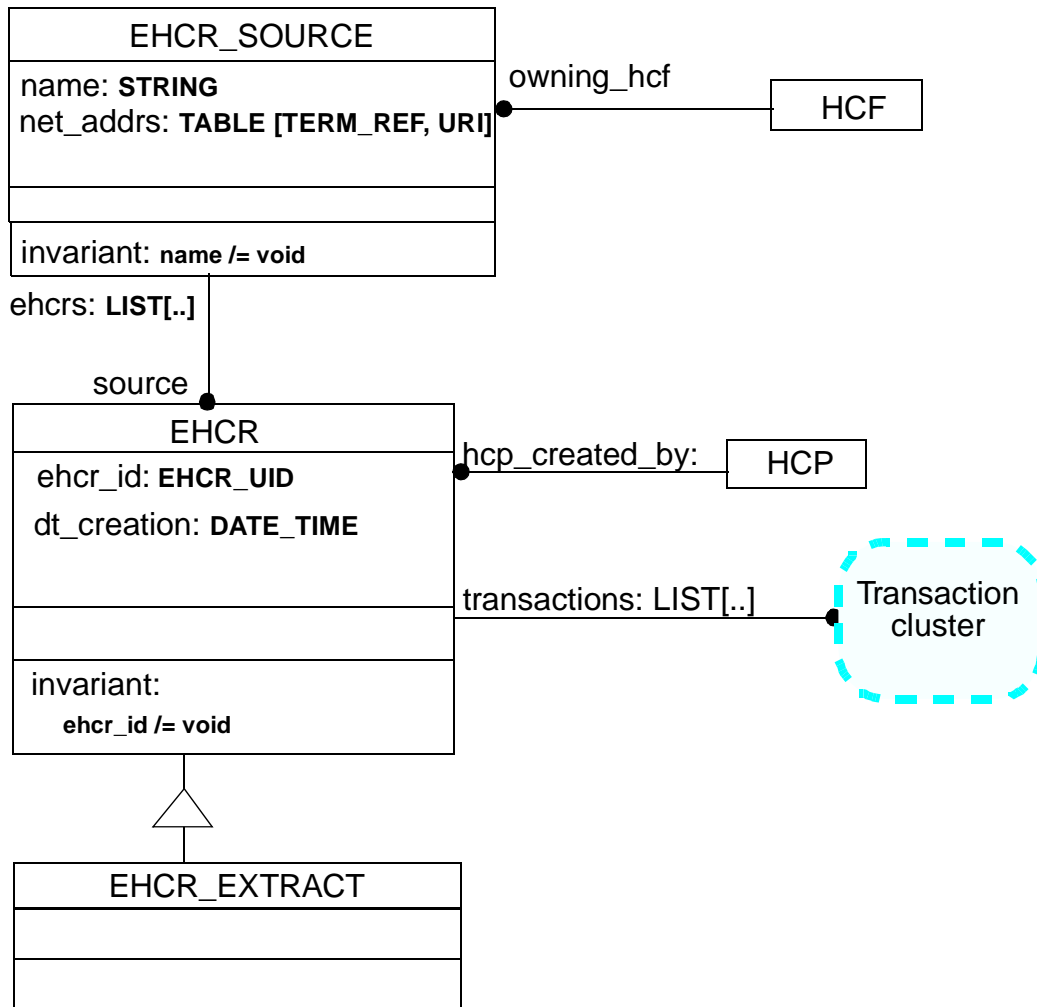 EHCR_SOURCE
name: STRING
net_addrs: TABLE [TERM_REF, URI]
owning_hcf
HCF
invariant: name /= void
ehcrs: LIST[..]
source
EHCR
ehcr_id: EHCR_UID
dt_creation: DATE_TIME
hcp_created_by:
HCP
transactions: LIST[..]
Transaction
cluster
invariant:
ehcr_id /= void
EHCR_EXTRACT